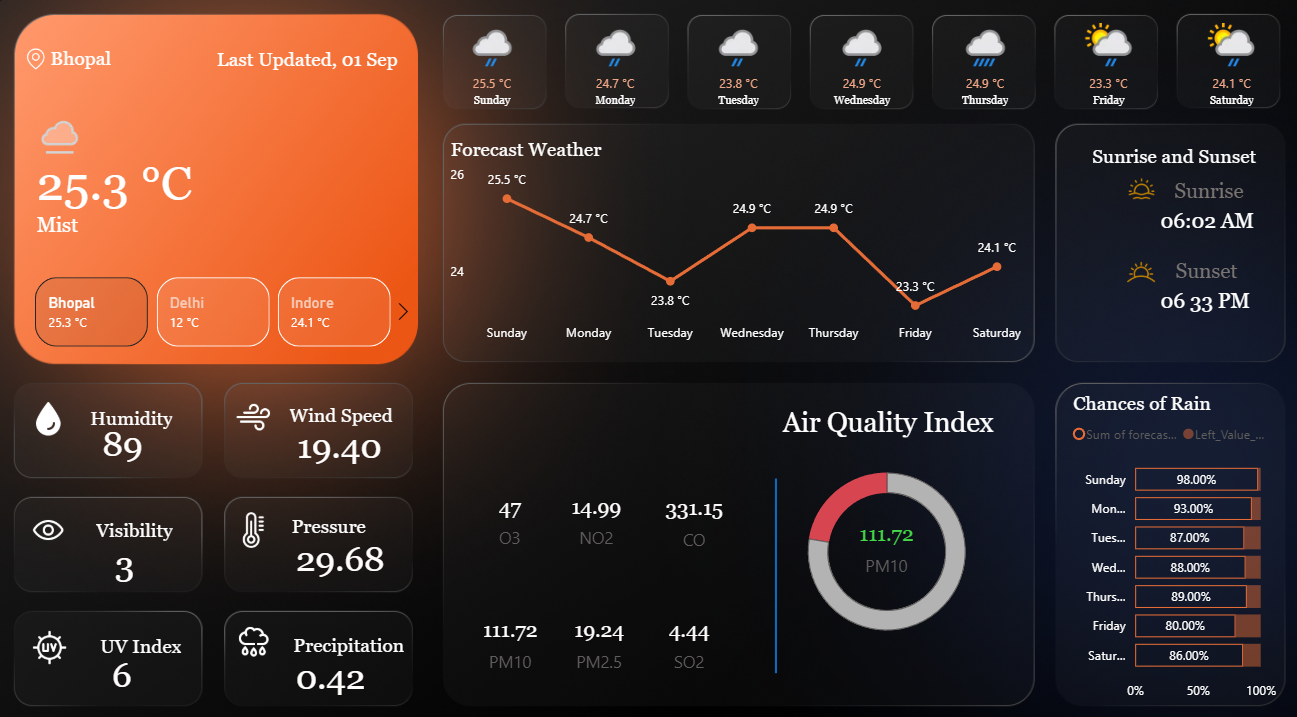 Bhopal
Last Updated, 01 Sep
25.3 °C
Mist
Bhopal
25.3 °C
Delhi
12 °C
Indore
24.1 °C
25.5 °C
Sunday
24.7 °C
Monday
23.8 °C
Tuesday
24.9 °C
Wednesday
24.9 °C
Thursday
23.3 °C
Friday
24.1 °C
Saturday
Forecast Weather
26
24
25.5 °C
24.7 °C
23.8 °C
24.9 °C
24.9 °C
23.3 °C
24.1 °C
Sunday
Monday
Tuesday
Wednesday
Thursday
Friday
Saturday
Sunrise and Sunset
Sunrise
06:02 AM
Sunset
06 33 PM
Humidity
89
Wind Speed
19.40
Visibility
3
Pressure
29.68
UV
UV Index
6
Precipitation
0.42
Air Quality Index
47
O3
14.99
NO2
331.15
CO
111.72
PM10
19.24
PM2.5
4.44
SO2
111.72
PM10
Chances of Rain
Sum of forecas...
Left_Value_...
Sunday 98.00%
Mon... 93.00%
Tues... 87.00%
Wed... 88.00%
Thurs... 89.00%
Friday 80.00%
Satur... 86.00%
0% 50% 100%